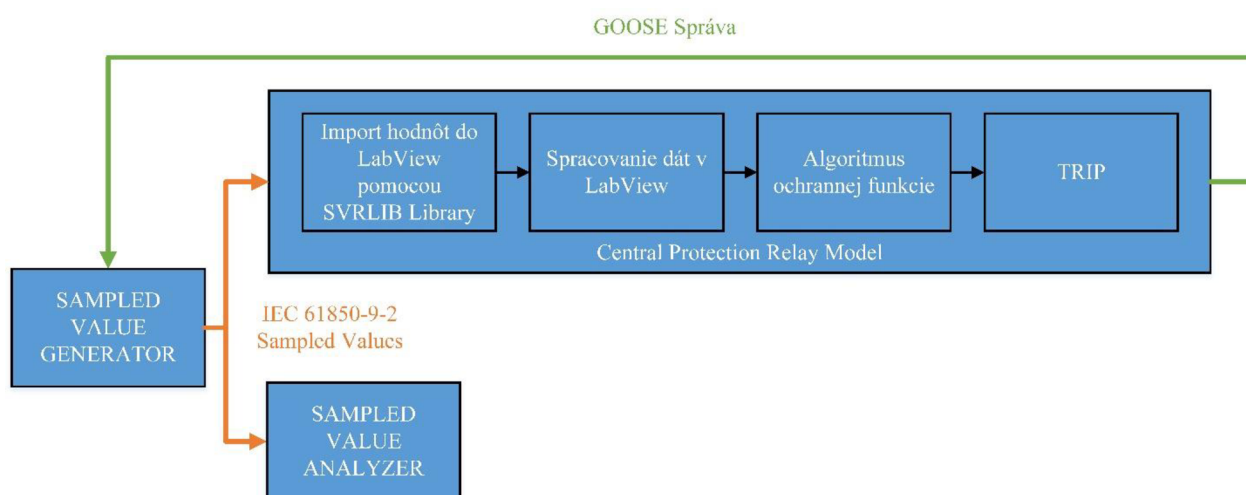 GOOSE Správa
Import hodnôt do
LabView
pomocou
SVRLIB Library
Spracovanie dát v
LabView
Algoritmus
ochrannej funkcie
TRIP
Central Protection Relay Model
SAMPLED
VALUE
GENERATOR
IEC 61850-9-2
Sampled Values
SAMPLED
VALUE
ANALYZER